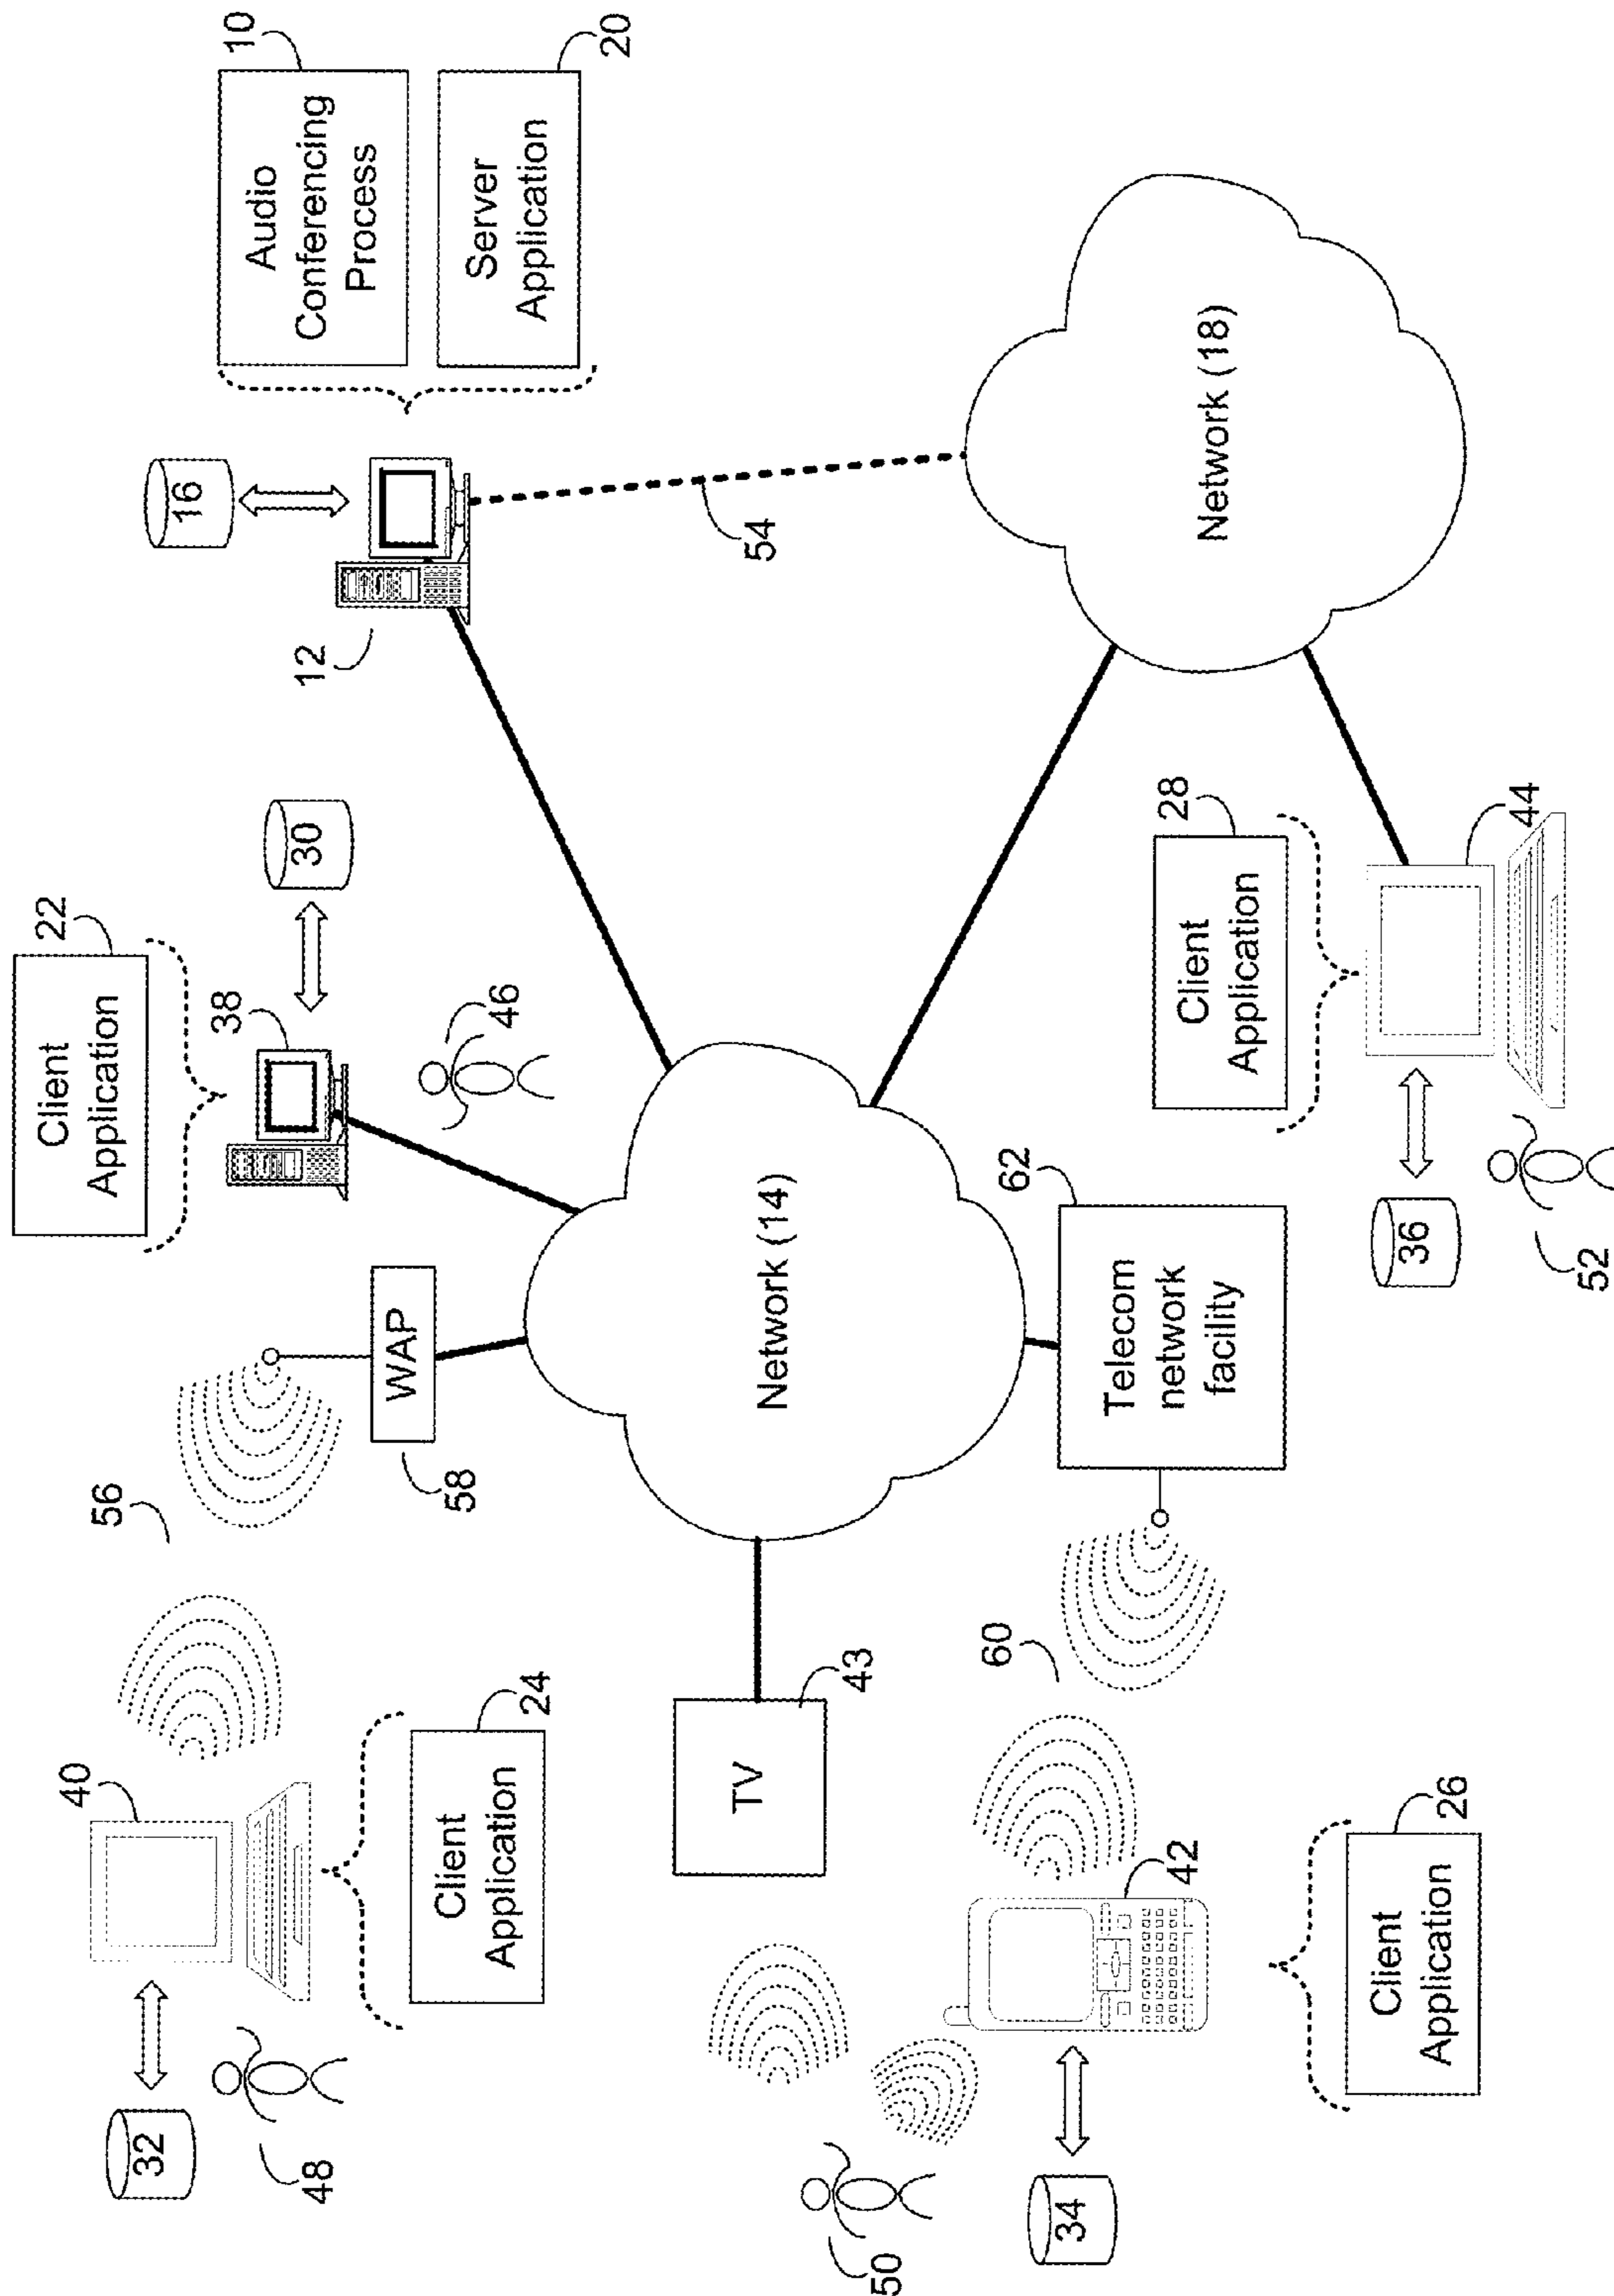 32
48
40
Client
Application
24
56
WAP
58
Client
Application
22
38
30
46
12
16
Audio
Conferencing
Process
10
Server
Application
20
50
34
TV
43
42
Client
Application
26
60
Network (14)
Telecom
network
facility
62
36
52
Client
Application
28
44
54
Network (18)